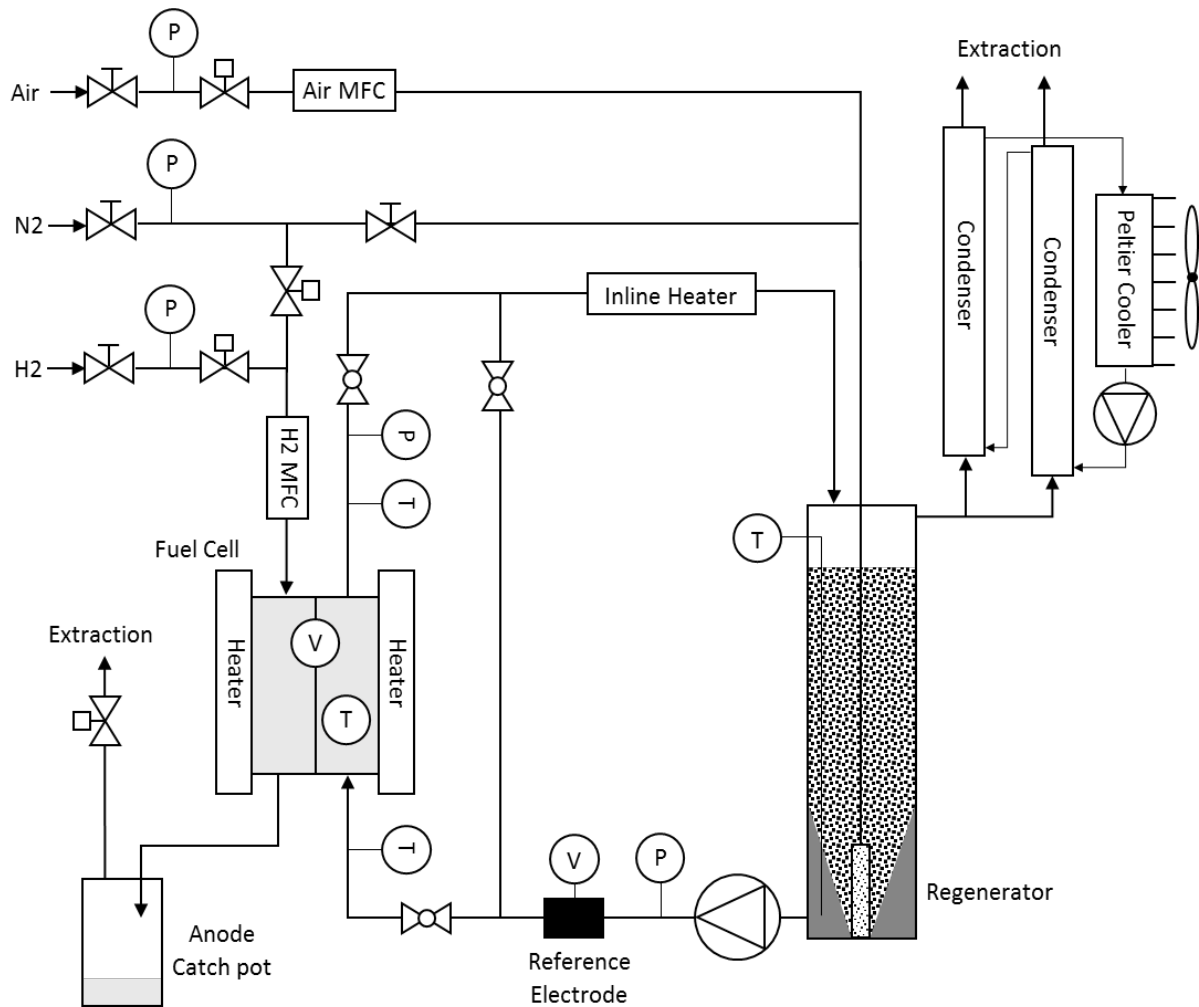 Extraction
P
Air
Air MFC
P
N2
Condenser
Condenser
Peltier Cooler
P
Inline Heater
H2
P
H2 MFC
T
T
Fuel Cell
Heater
V
Heater
T
Extraction
T
V
P
Regenerator
Anode
Catch pot
Reference
Electrode